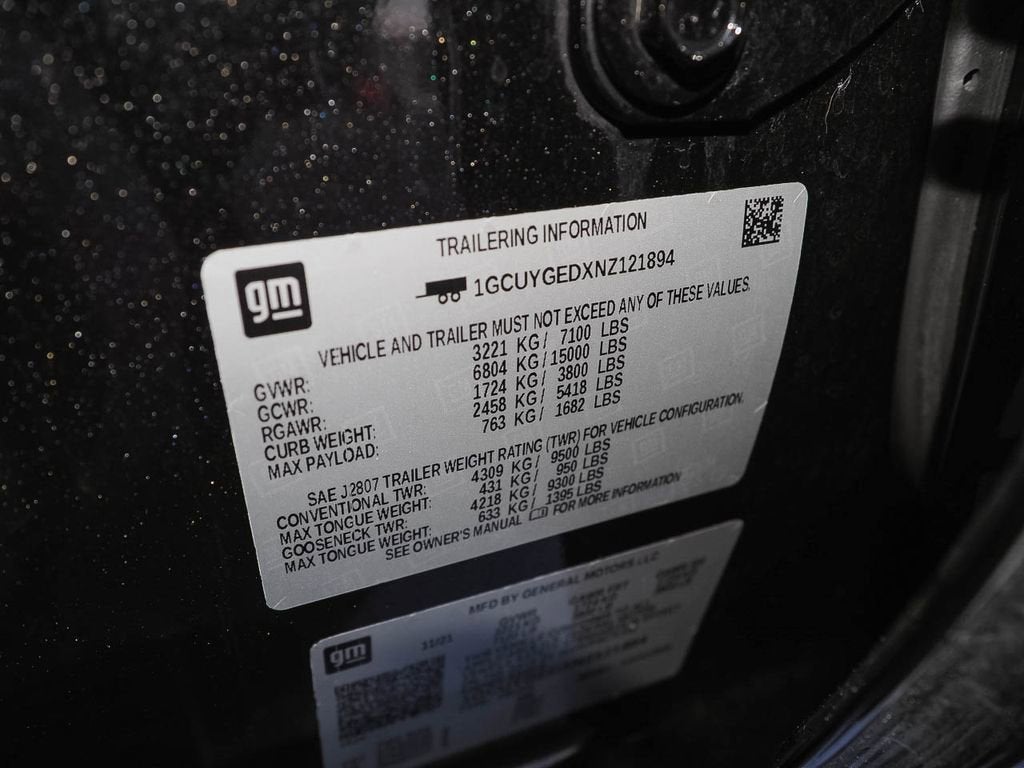 TRAILERING INFORMATION
gm
1GCUYGEDXNZ121894
VEHICLE AND TRAILER MUST NOT EXCEED ANY OF THESE VALUES.
GVWR: 3221 KG/ 7100 LBS
GCWR: 6804 KG/ 15000 LBS
RGAWR: 1724 KG/ 3800 LBS
CURB WEIGHT: 2458 KG/ 5418 LBS
MAX PAYLOAD: 763 KG/ 1682 LBS
SAE J2807 TRAILER WEIGHT RATING (TWR) FOR VEHICLE CONFIGURATION.
CONVENTIONAL TWR: 4309 KG/ 9500 LBS
MAX TONGUE WEIGHT: 431 KG/ 950 LBS
GOOSENECK TWR: 4218 KG/ 9300 LBS
MAX TONGUE WEIGHT: 633 KG/ 1395 LBS
SEE OWNER'S MANUAL FOR MORE INFORMATION
MFD BY GENERAL MOTORS LLC
gm
11/21
GVWR